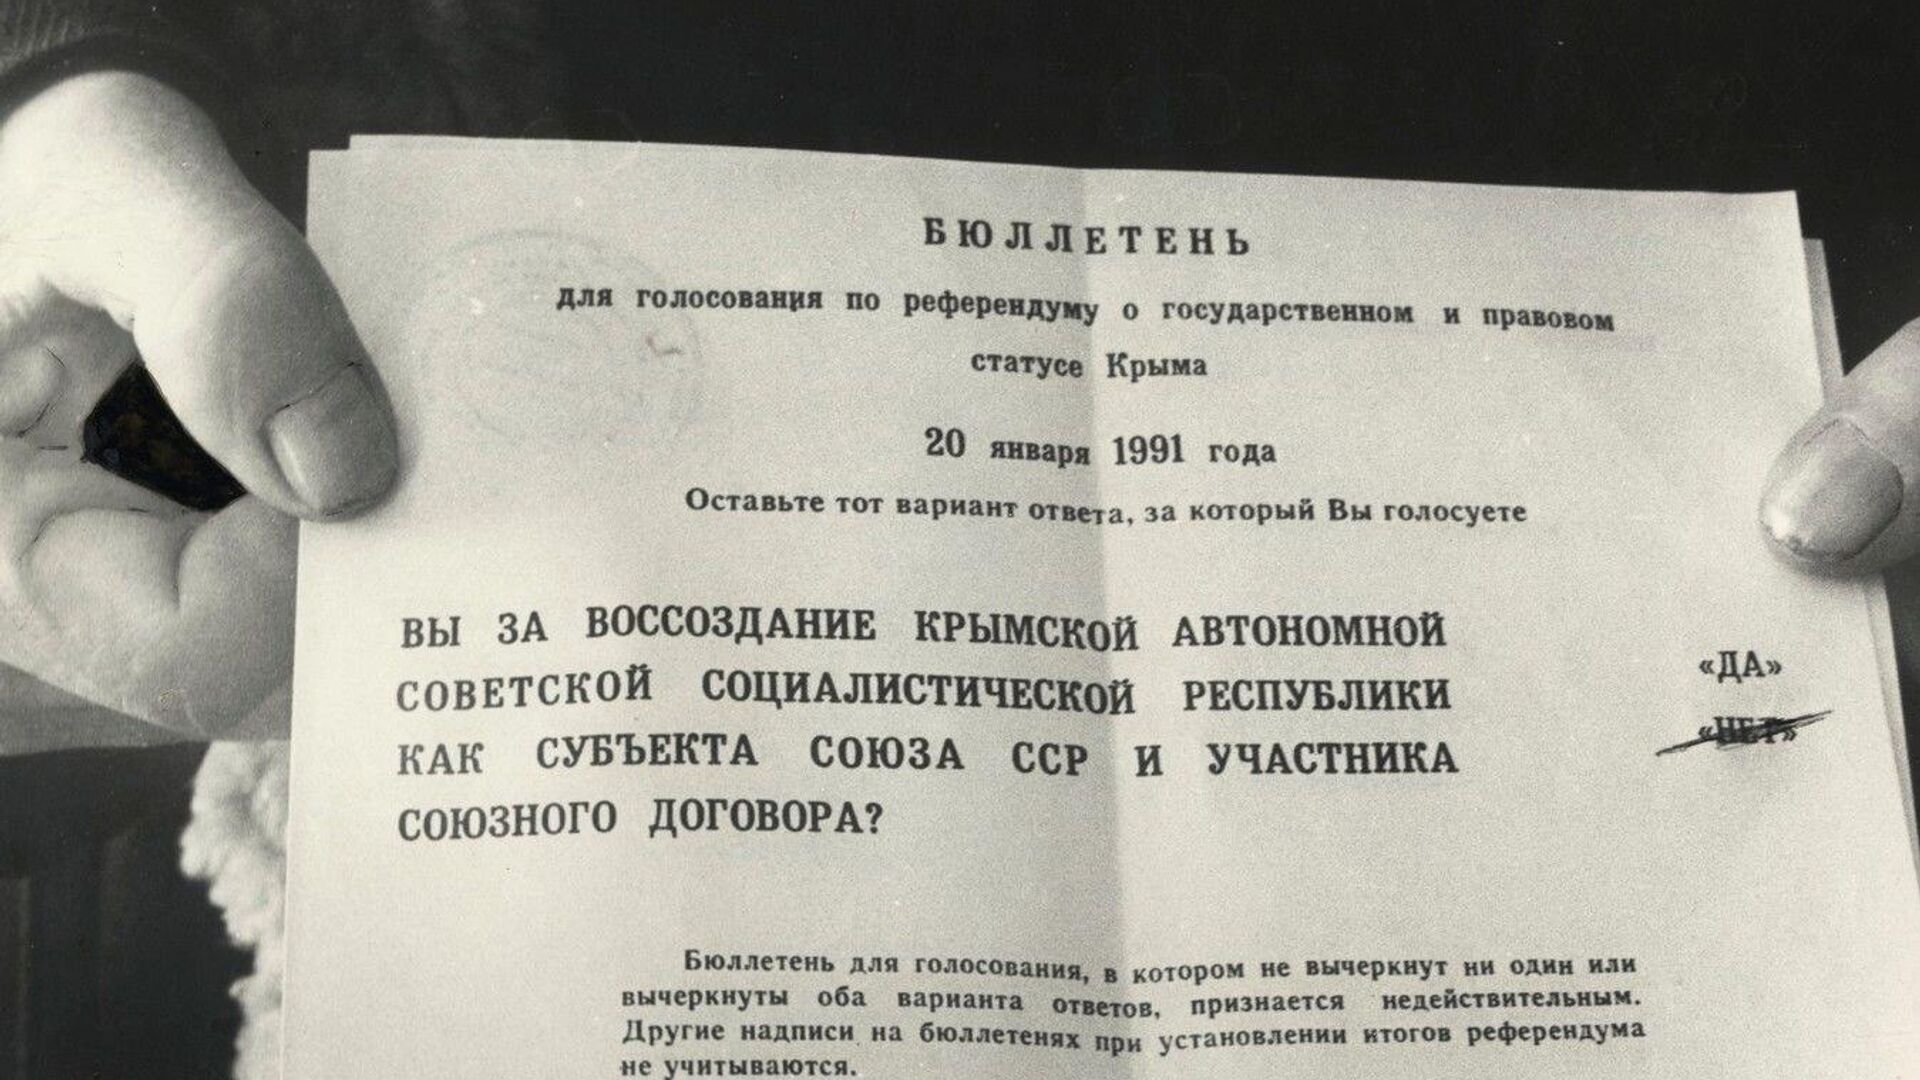 БЮЛЛЕТЕНЬ
для голосования по референдуму о государственном и правовом
статусе Крыма
20 января 1991 года
Оставьте тот вариант ответа, за который Вы голосуете
ВЫ ЗА ВОССОЗДАНИЕ КРЫМСКОЙ АВТОНОМНОЙ
СОВЕТСКОЙ СОЦИАЛИСТИЧЕСКОЙ РЕСПУБЛИКИ
КАК СУБЪЕКТА СОЮЗА ССР И УЧАСТНИКА
СОЮЗНОГО ДОГОВОРА?
«ДА»
«НЕТ»
Бюллетень для голосования, в котором не вычеркнут ни один или
вычеркнуты оба варианта ответов, признается недействительным.
Другие надписи на бюллетенях при установлении итогов референдума
не учитываются.